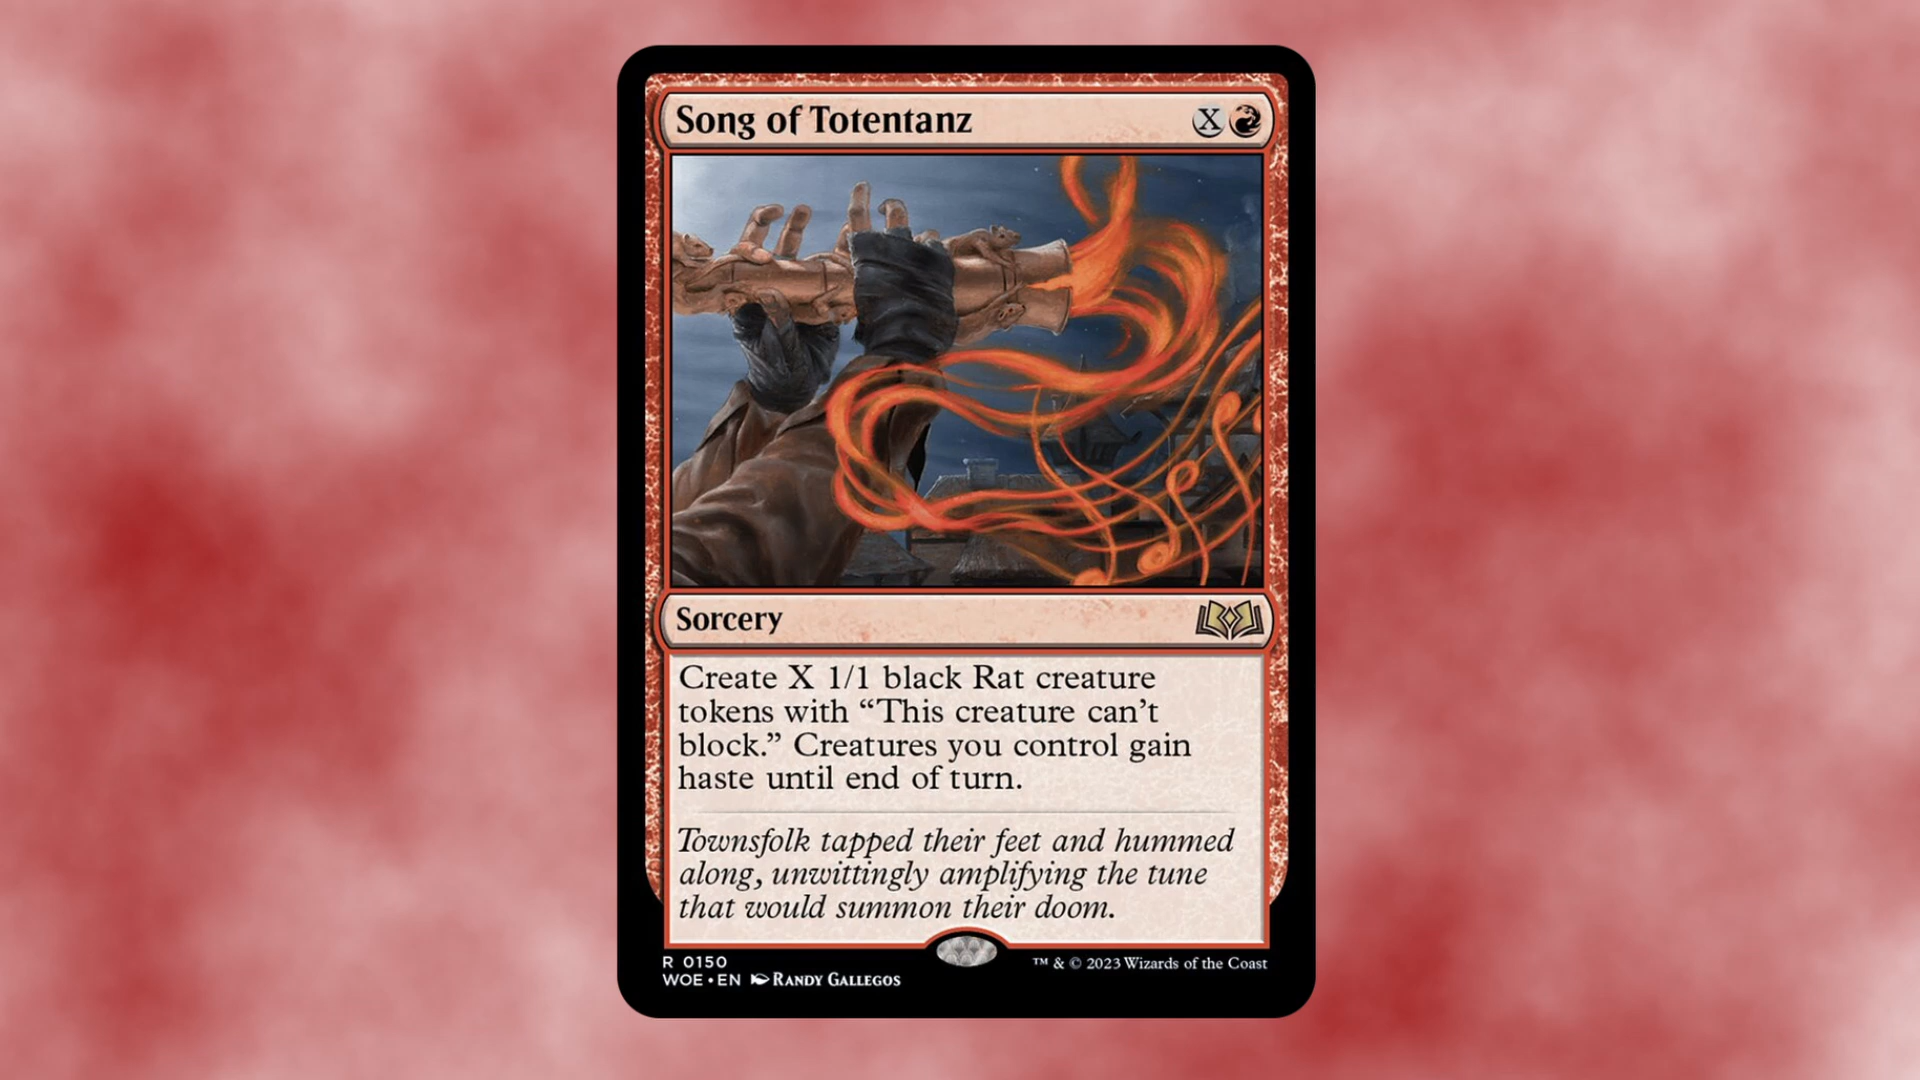 Song of Totentanz X
Sorcery
Create X 1/1 black Rat creature
tokens with “This creature can’t
block.” Creatures you control gain
haste until end of turn.
Townsfolk tapped their feet and hummed
along, unwittingly amplifying the tune
that would summon their doom.
R 0150
WOE • EN RANDY GALLEGOS
™ & © 2023 Wizards of the Coast